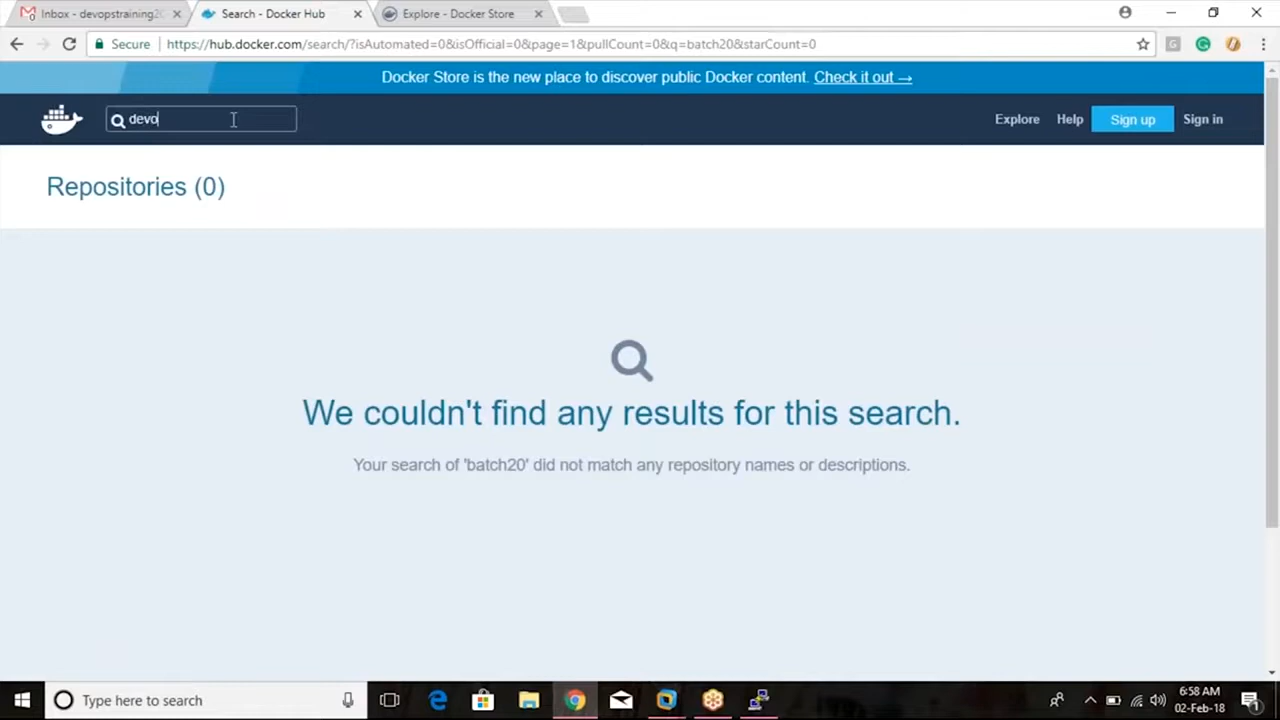 Inbox - devopstraining20
Search - Docker Hub
Explore - Docker Store
Secure
https://hub.docker.com/search/?isAutomated=0&isOfficial=0&page=1&pullCount=0&q=batch20&starCount=0
Docker Store is the new place to discover public Docker content. Check it out →
devo
Explore
Help
Sign up
Sign in
Repositories (0)
We couldn't find any results for this search.
Your search of 'batch20' did not match any repository names or descriptions.
Type here to search
6:58 AM
02-Feb-18
1